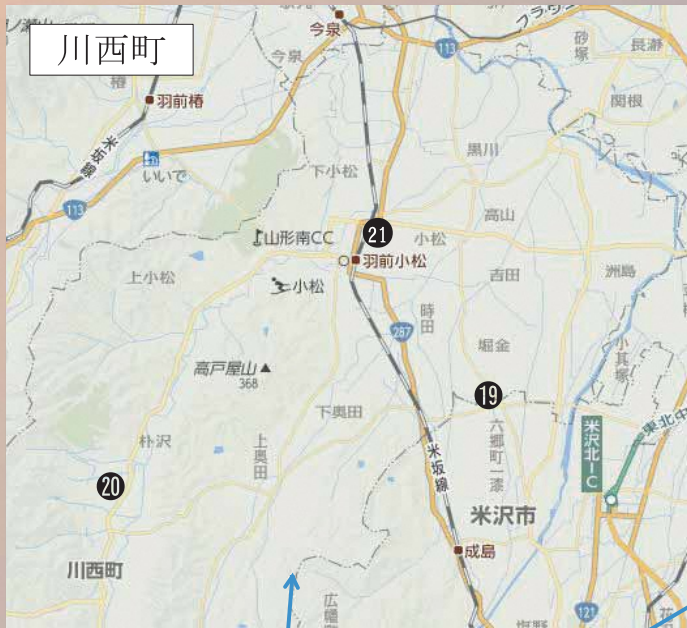 川西町
今泉
フラワ
113
砂塚
長瀞
今泉
椿
羽前椿
関根
米坂線
黒川
いいで
下小松
113
高山
21
小松
山形南CC
羽前小松
吉田
洲島
上小松
小松
時田
287
堀金
小其塚
高戸屋山
368
19
下奥田
米沢北IC
東北中
朴沢
上奥田
六郷町一漆
米坂線
20
米沢市
成島
川西町
広幡
121
塩野